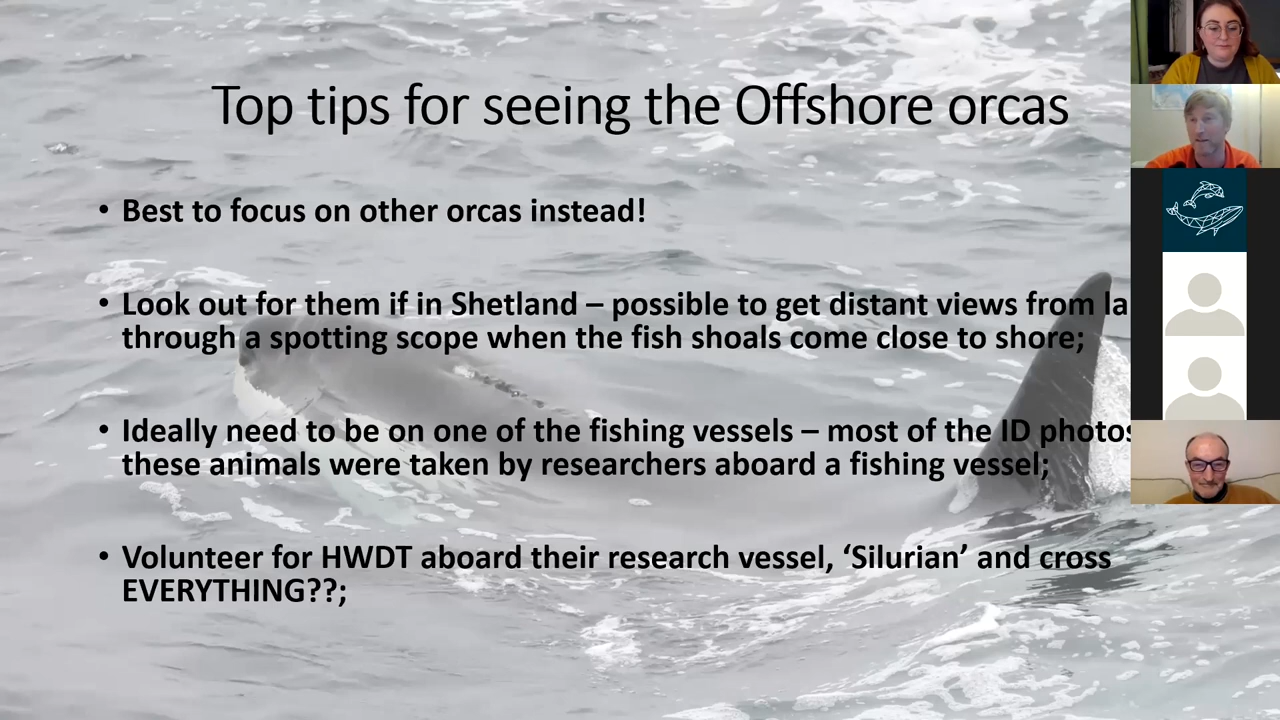 Top tips for seeing the Offshore orcas
• Best to focus on other orcas instead!
• Look out for them if in Shetland – possible to get distant views from la
through a spotting scope when the fish shoals come close to shore;
• Ideally need to be on one of the fishing vessels – most of the ID photos
these animals were taken by researchers aboard a fishing vessel;
• Volunteer for HWDT aboard their research vessel, ‘Silurian’ and cross
EVERYTHING??;